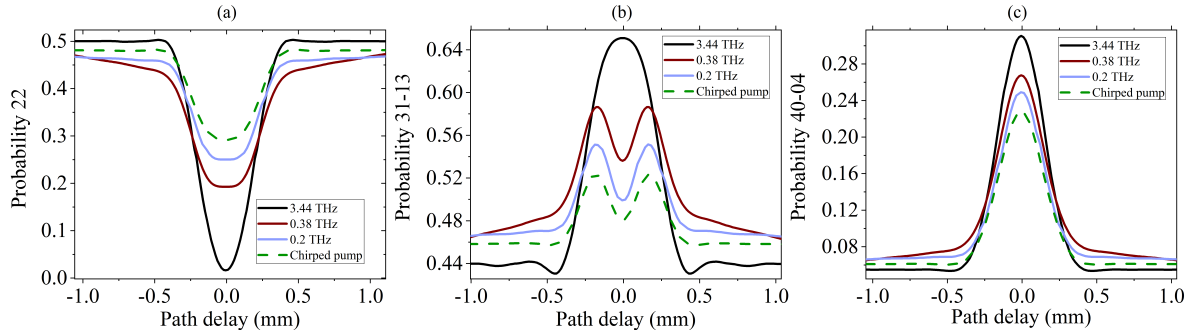 (a)
Probability 22
0.5
0.4
0.3
0.2
0.1
0.0
3.44 THz
0.38 THz
0.2 THz
Chirped pump
-1.0
-0.5
0.0
0.5
1.0
Path delay (mm)
(b)
Probability 31-13
0.64
0.60
0.56
0.52
0.48
0.44
3.44 THz
0.38 THz
0.2 THz
Chirped pump
-1.0
-0.5
0.0
0.5
1.0
Path delay (mm)
(c)
Probability 40-04
0.28
0.24
0.20
0.16
0.12
0.08
3.44 THz
0.38 THz
0.2 THz
Chirped pump
-1.0
-0.5
0.0
0.5
1.0
Path delay (mm)